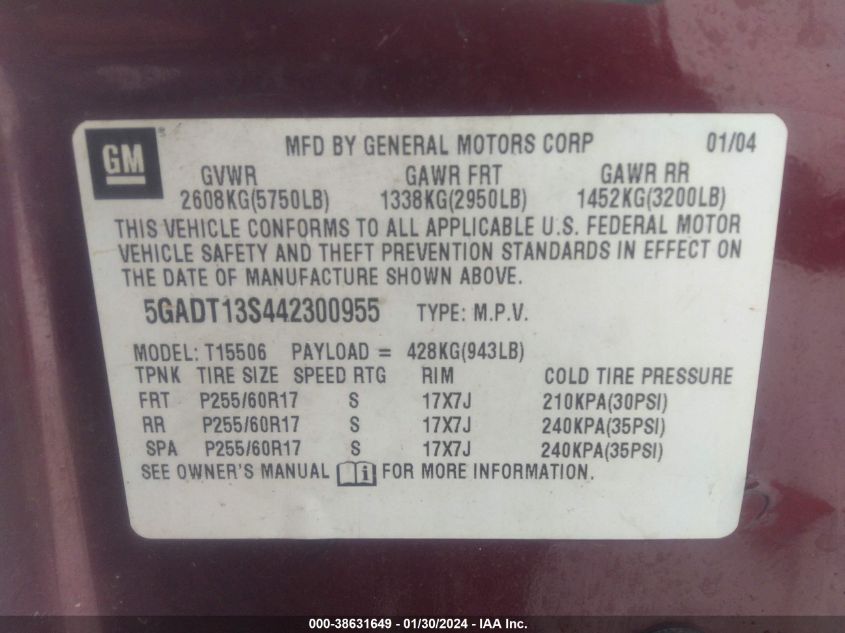 GM
MFD BY GENERAL MOTORS CORP 01/04
GVWR GAWR FRT GAWR RR
2608KG(5750LB) 1338KG(2950LB) 1452KG(3200LB)
THIS VEHICLE CONFORMS TO ALL APPLICABLE U.S. FEDERAL MOTOR
VEHICLE SAFETY AND THEFT PREVENTION STANDARDS IN EFFECT ON
THE DATE OF MANUFACTURE SHOWN ABOVE.
5GADT13S442300955 TYPE: M.P.V.
MODEL: T15506 PAYLOAD = 428KG(943LB)
TPNK TIRE SIZE SPEED RTG RIM COLD TIRE PRESSURE
FRT P255/60R17 S 17X7J 210KPA(30PSI)
RR P255/60R17 S 17X7J 240KPA(35PSI)
SPA P255/60R17 S 17X7J 240KPA(35PSI)
SEE OWNER'S MANUAL i FOR MORE INFORMATION.
000-38631649 - 01/30/2024 - IAA Inc.